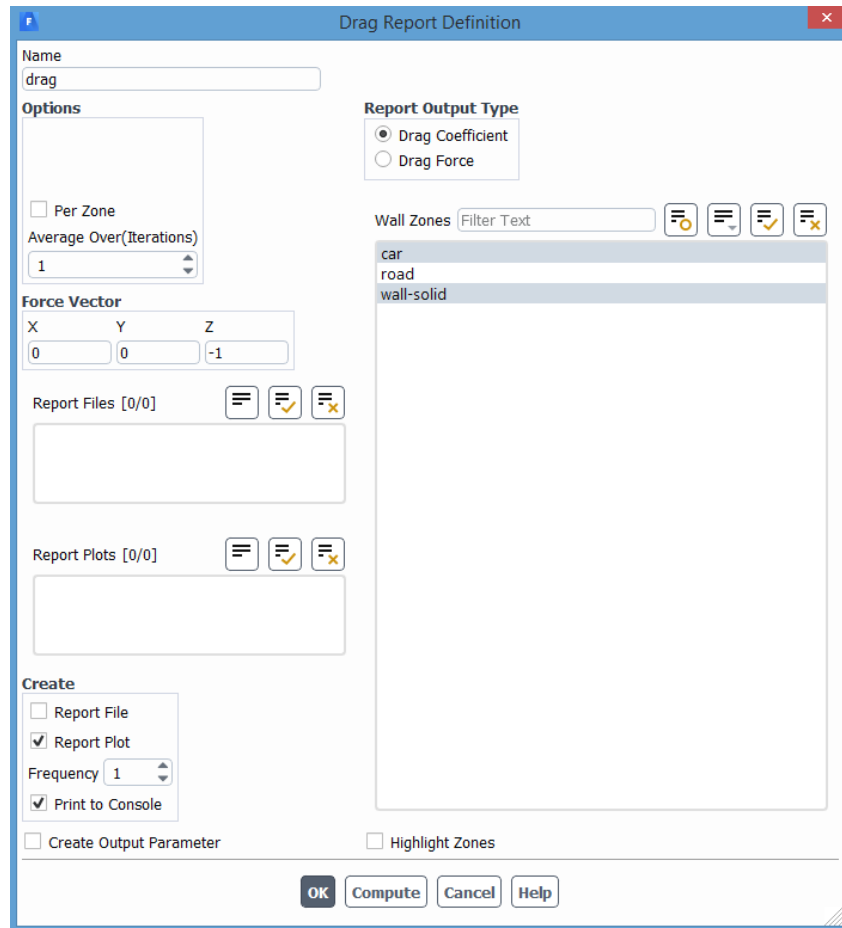 F
Drag Report Definition
Name
drag
Options
Per Zone
Average Over(Iterations)
1
Force Vector
X Y Z
0 0 -1
Report Files [0/0]
Report Plots [0/0]
Create
Report File
Report Plot
Frequency 1
Print to Console
Create Output Parameter
Report Output Type
Drag Coefficient
Drag Force
Wall Zones Filter Text
car
road
wall-solid
Highlight Zones
OK Compute Cancel Help